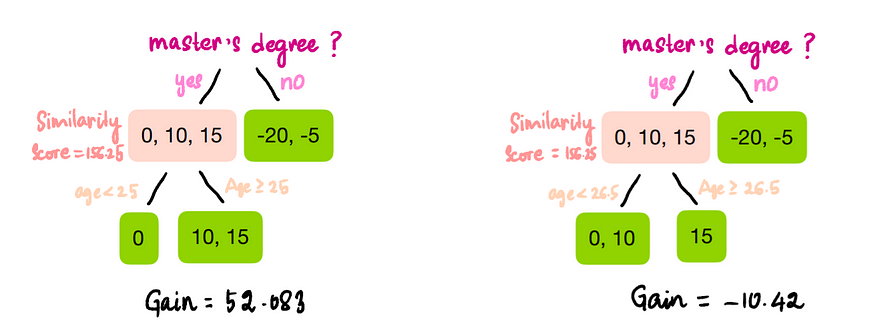 master's degree ?
yes no
Similarity
Score = 156.25
0, 10, 15
-20, -5
age < 25
Age ≥ 25
0
10, 15
Gain = 52.083
master's degree ?
yes no
Similarity
Score = 156.25
0, 10, 15
-20, -5
age < 26.5
Age ≥ 26.5
0, 10
15
Gain = -10.42